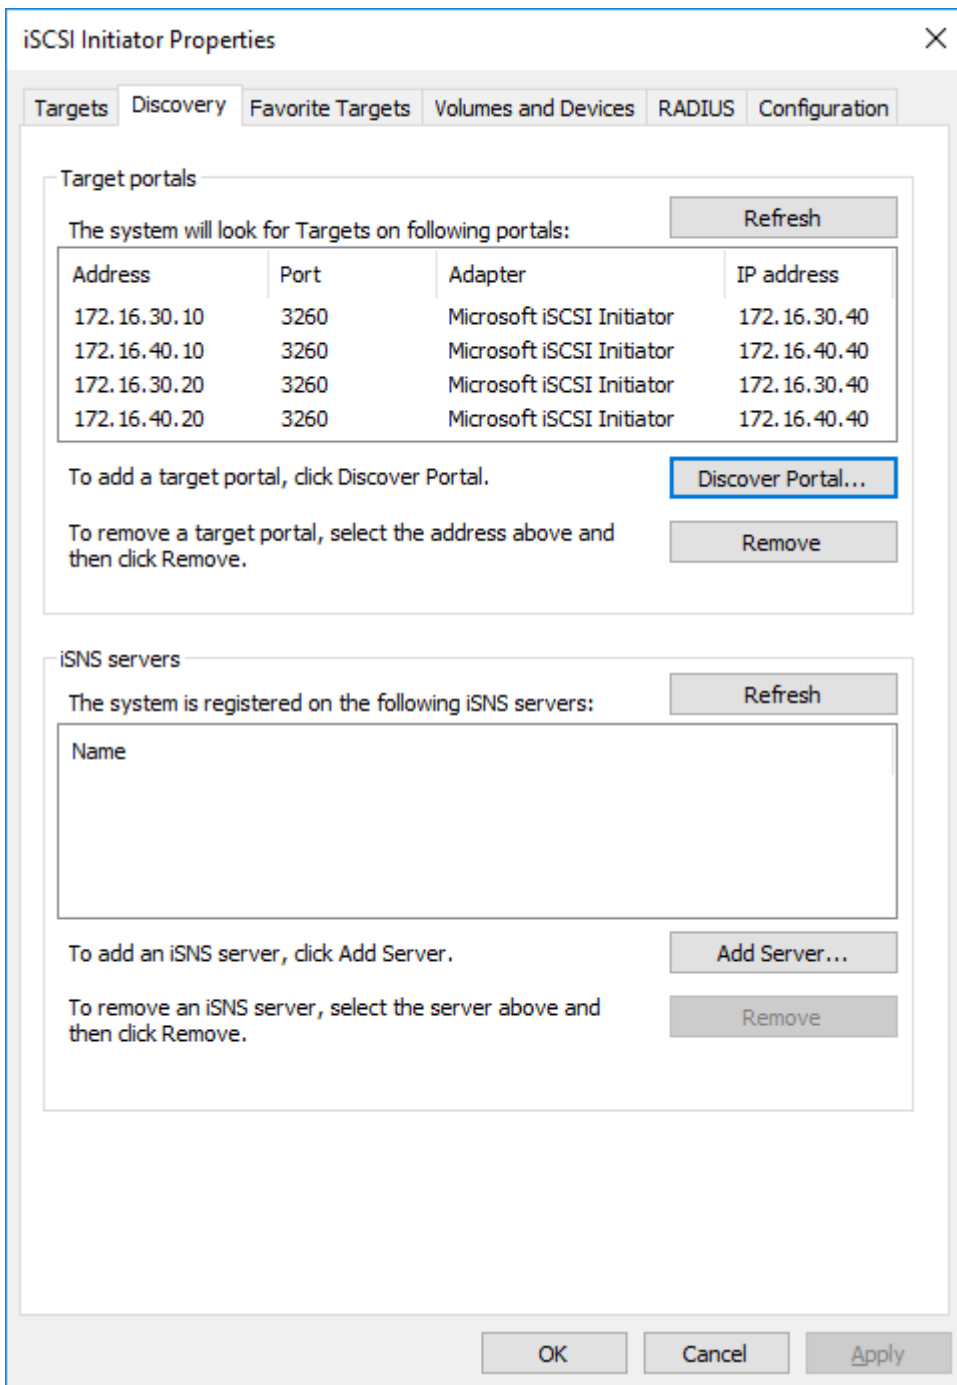 iSCSI Initiator Properties
Targets Discovery Favorite Targets Volumes and Devices RADIUS Configuration
Target portals
The system will look for Targets on following portals:
Refresh
Address Port Adapter IP address
172.16.30.10 3260 Microsoft iSCSI Initiator 172.16.30.40
172.16.40.10 3260 Microsoft iSCSI Initiator 172.16.40.40
172.16.30.20 3260 Microsoft iSCSI Initiator 172.16.30.40
172.16.40.20 3260 Microsoft iSCSI Initiator 172.16.40.40
To add a target portal, click Discover Portal.
Discover Portal...
To remove a target portal, select the address above and
then click Remove.
Remove
iSNS servers
The system is registered on the following iSNS servers:
Refresh
Name
To add an iSNS server, click Add Server.
Add Server...
To remove an iSNS server, select the server above and
then click Remove.
Remove
OK Cancel Apply